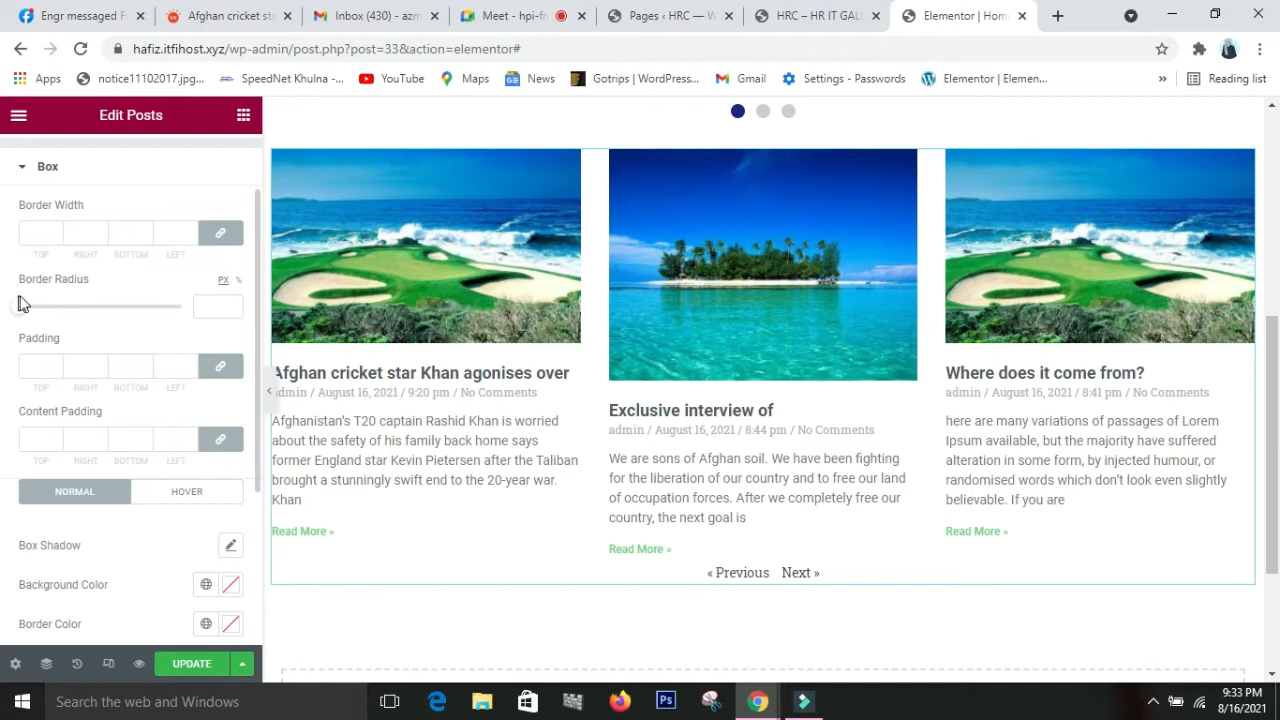 Engr messaged
Afghan cricket sta
Inbox (430) - azm
Meet - hpi-fn
Pages ‹ HRC — W
HRC – HR IT GALL
Elementor | Hom
hafiz.itfihost.xyz/wp-admin/post.php?post=33&action=elementor#
Apps
notice11102017.jpg...
SpeedNet Khulna -...
YouTube
Maps
News
Gotrips | WordPress...
Gmail
Settings - Passwords
Elementor | Elemen...
»
Reading list
Edit Posts
Box
Border Width
TOP RIGHT BOTTOM LEFT
Border Radius PX %
Padding
TOP RIGHT BOTTOM LEFT
Content Padding
TOP RIGHT BOTTOM LEFT
NORMAL HOVER
Box Shadow
Background Color
Border Color
UPDATE
Afghan cricket star Khan agonises over
admin / August 16, 2021 / 9:20 pm / No Comments
Afghanistan's T20 captain Rashid Khan is worried
about the safety of his family back home says
former England star Kevin Pietersen after the Taliban
brought a stunningly swift end to the 20-year war.
Khan
Read More »
Exclusive interview of
admin / August 16, 2021 / 8:44 pm / No Comments
We are sons of Afghan soil. We have been fighting
for the liberation of our country and to free our land
of occupation forces. After we completely free our
country, the next goal is
Read More »
Where does it come from?
admin / August 16, 2021 / 8:41 pm / No Comments
here are many variations of passages of Lorem
Ipsum available, but the majority have suffered
alteration in some form, by injected humour, or
randomised words which don't look even slightly
believable. If you are
Read More »
« Previous Next »
Search the web and Windows
9:33 PM
8/16/2021